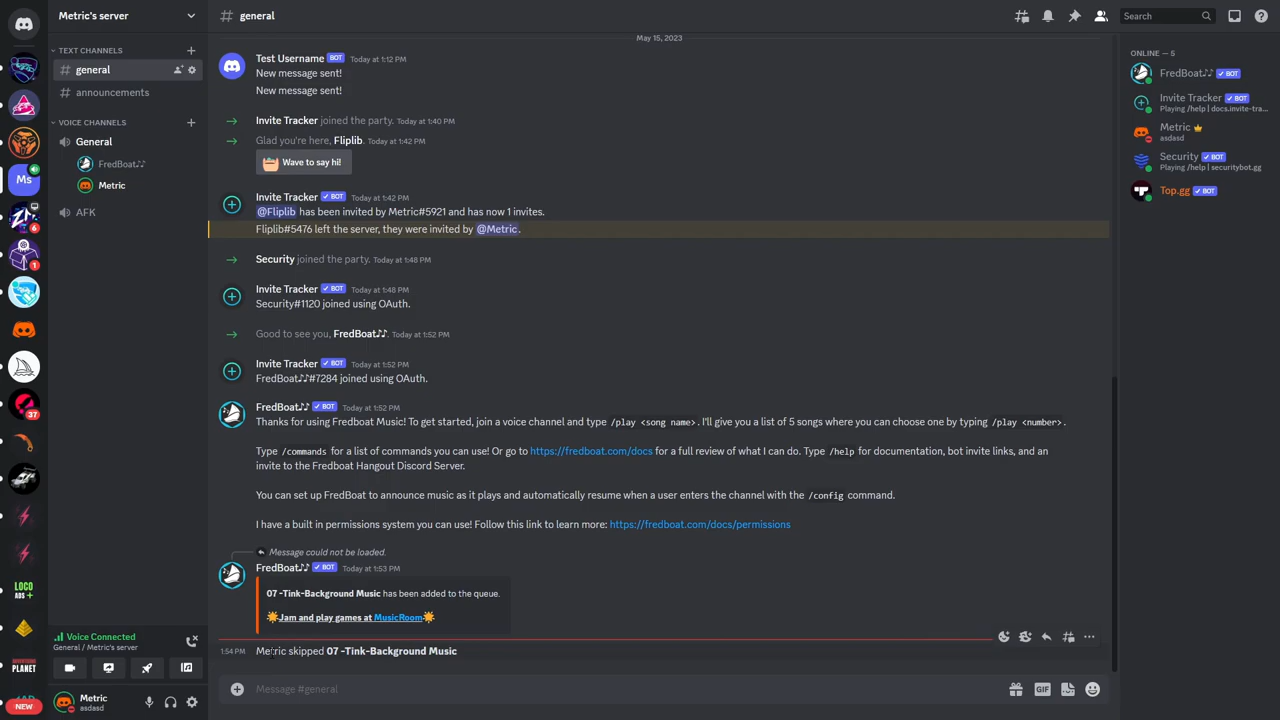 Metric's server
general
Search
TEXT CHANNELS
general
announcements
VOICE CHANNELS
General
FredBoat♪♪
Metric
AFK
Ms
6
1
37
LOCO
ADS +
PLANET
NEW
Voice Connected
General / Metric's server
Metric
asdasd
May 15, 2023
Test Username BOT Today at 1:12 PM
New message sent!
New message sent!
Invite Tracker joined the party. Today at 1:40 PM
Glad you're here, Fliplib. Today at 1:42 PM
Wave to say hi!
Invite Tracker ✓ BOT Today at 1:42 PM
@Fliplib has been invited by Metric#5921 and has now 1 invites.
Fliplib#5476 left the server, they were invited by @Metric.
Security joined the party. Today at 1:48 PM
Invite Tracker ✓ BOT Today at 1:48 PM
Security#1120 joined using OAuth.
Good to see you, FredBoat♪♪. Today at 1:52 PM
Invite Tracker ✓ BOT Today at 1:52 PM
FredBoat♪♪#7284 joined using OAuth.
FredBoat♪♪ ✓ BOT Today at 1:52 PM
Thanks for using Fredboat Music! To get started, join a voice channel and type /play <song name>. I'll give you a list of 5 songs where you can choose one by typing /play <number>.
Type /commands for a list of commands you can use! Or go to https://fredboat.com/docs for a full review of what I can do. Type /help for documentation, bot invite links, and an
invite to the Fredboat Hangout Discord Server.
You can set up FredBoat to announce music as it plays and automatically resume when a user enters the channel with the /config command.
I have a built in permissions system you can use! Follow this link to learn more: https://fredboat.com/docs/permissions
Message could not be loaded.
FredBoat♪♪ ✓ BOT Today at 1:53 PM
07 -Tink-Background Music has been added to the queue.
Jam and play games at MusicRoom
1:54 PM Metric skipped 07 -Tink-Background Music
Message #general
GIF
ONLINE — 5
FredBoat♪♪ ✓ BOT
Invite Tracker ✓ BOT
Playing /help | docs.invite-tra...
Metric
asdasd
Security ✓ BOT
Playing /help | securitybot.gg
Top.gg ✓ BOT